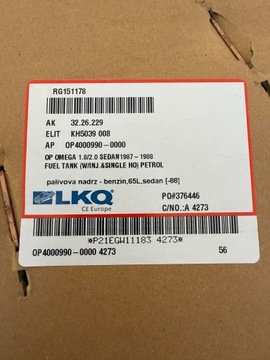 RG151178
AK 32.26.229
ELIT KH5039 008
AP OP4000990-0000
OP OMEGA 1.8/2.0 SEDAN1987- 1988
FUEL TANK (W/INJ.&SINGLE HO) PETROL
palivova nadrz - benzin,65L,sedan [-88]
LKQ
CE Europe
PO#376446
C/NO.:A 4273
*P21EGW11183 4273*
OP4000990-0000 4273 56